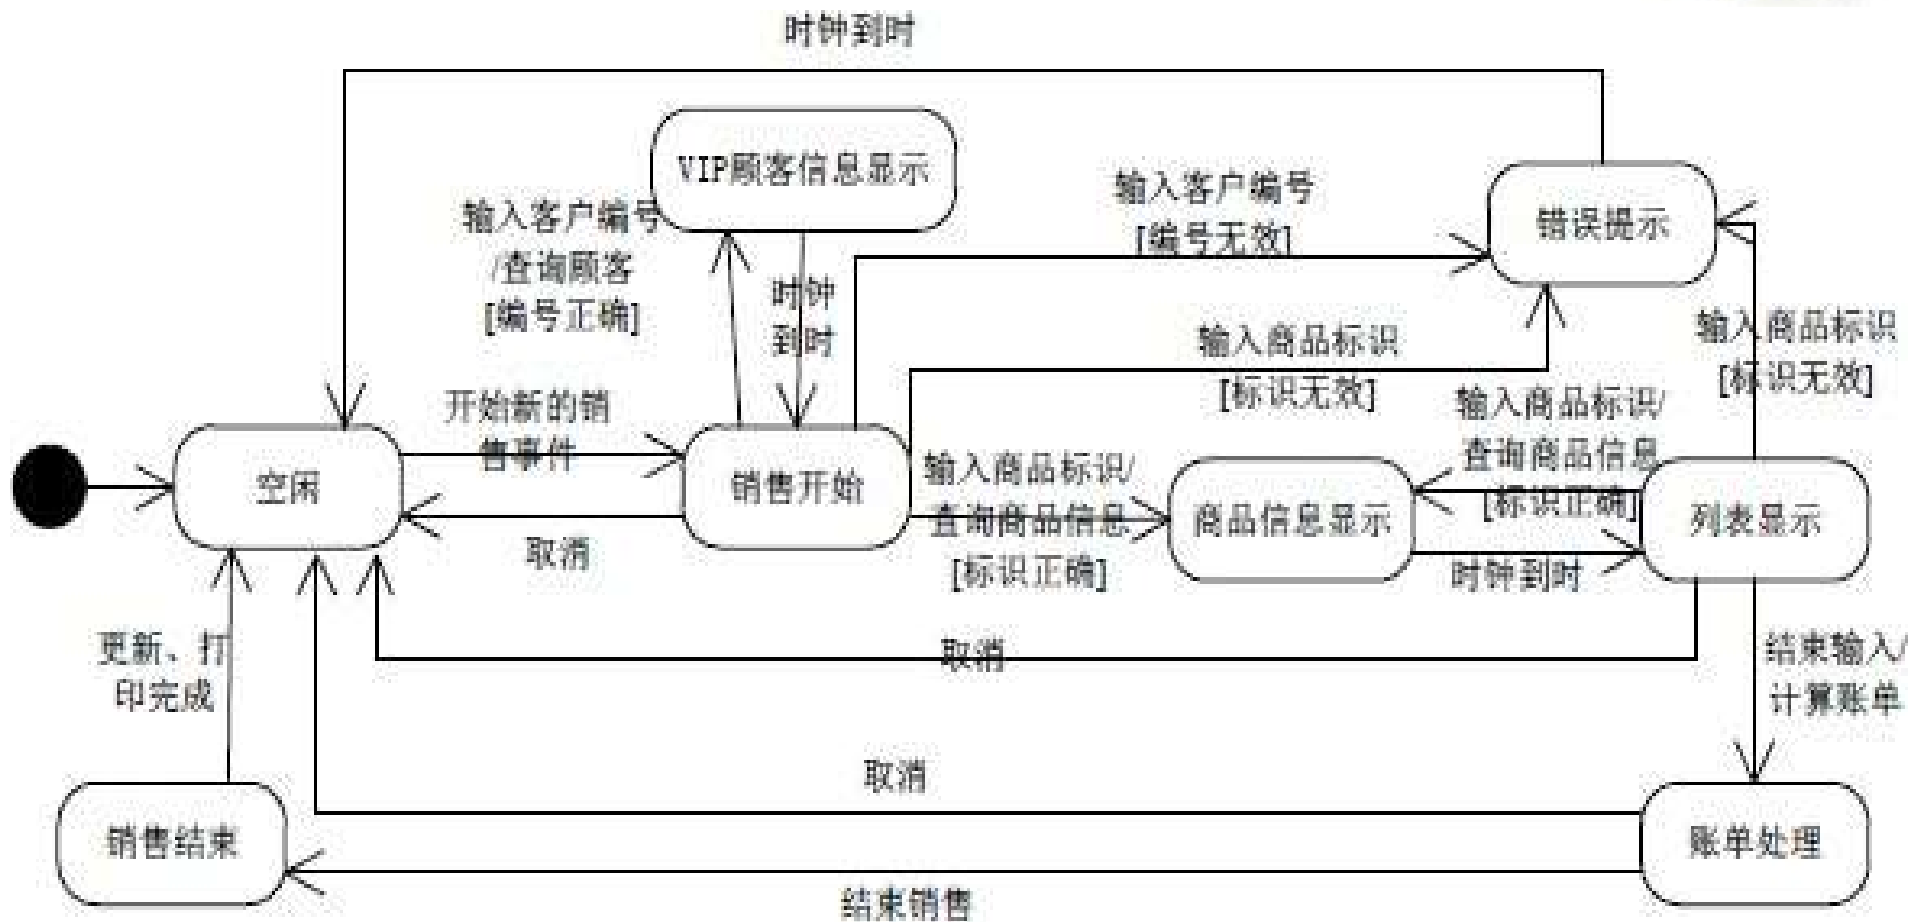 时钟到时
VIP顾客信息显示
输入客户编号
/查询顾客
[编号正确]
时钟
到时
输入客户编号
[编号无效]
错误提示
输入商品标识
[标识无效]
输入商品标识
[标识无效]
开始新的销
售事件
空闲
取消
销售开始
输入商品标识/
查询商品信息
[标识正确]
商品信息显示
输入商品标识/
查询商品信息
[标识正确]
时钟到时
列表显示
更新、打
印完成
取消
结束输入/
计算账单
取消
销售结束
账单处理
结束销售